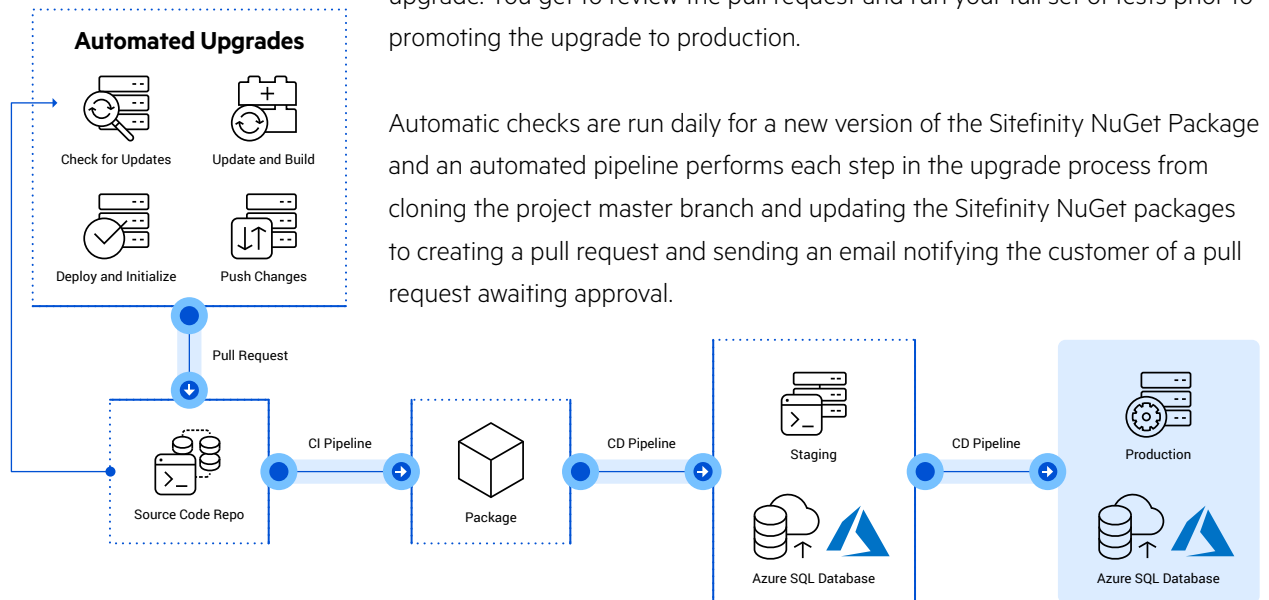 upgrade. You get to review the pull request and run your full set of tests prior to
promoting the upgrade to production.
Automatic checks are run daily for a new version of the Sitefinity NuGet Package
and an automated pipeline performs each step in the upgrade process from
cloning the project master branch and updating the Sitefinity NuGet packages
to creating a pull request and sending an email notifying the customer of a pull
request awaiting approval.
Automated Upgrades
Check for Updates
Update and Build
Deploy and Initialize
Push Changes
Pull Request
Source Code Repo
CI Pipeline
Package
CD Pipeline
Staging
Azure SQL Database
CD Pipeline
Production
Azure SQL Database